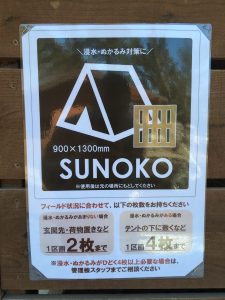 ＼浸水・ぬかるみ対策に／
900×1300mm
SUNOKO
※使用後は元の場所にもどしてください
フィールド状況に合わせて、以下の枚数をお持ちください
浸水・ぬかるみがあまりない場合
玄関先・荷物置きなど
1区画2枚まで
浸水・ぬかるみがある場合
テントの下に敷くなど
1区画4枚まで
※浸水・ぬかるみがひどく4枚以上必要な場合は、
管理棟スタッフまでご相談ください